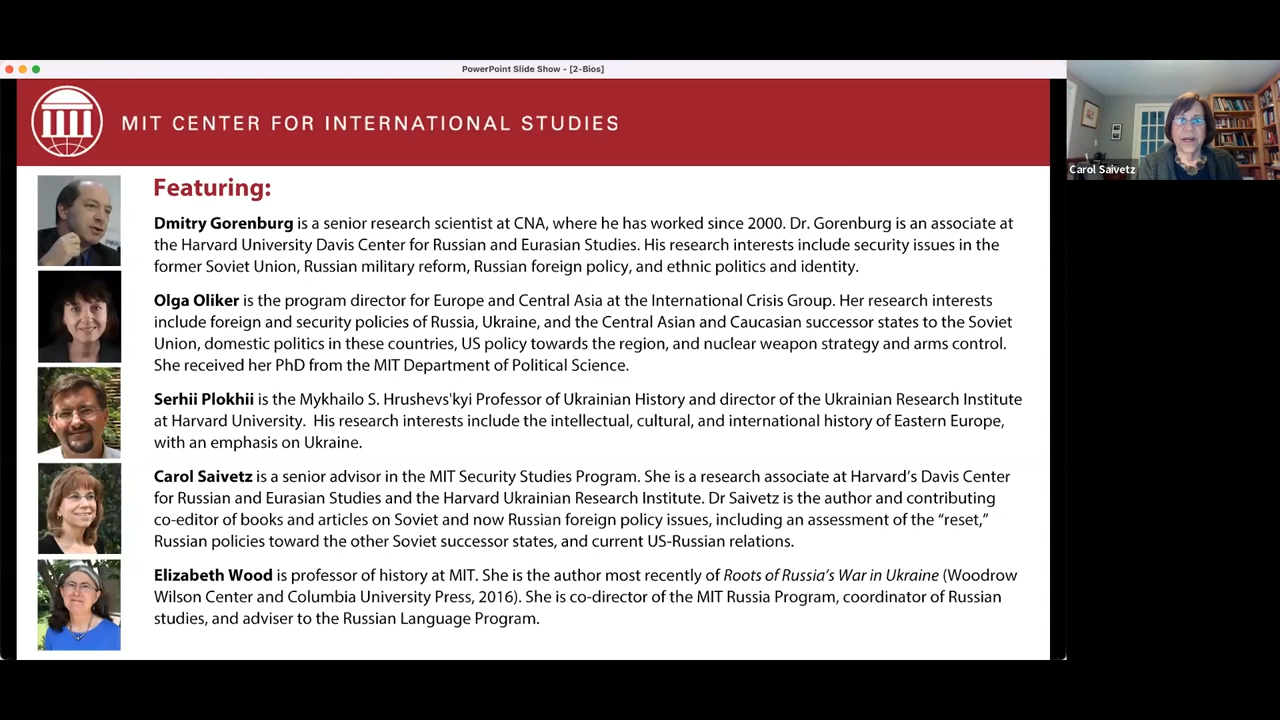 PowerPoint Slide Show - [2-Bios]
MIT CENTER FOR INTERNATIONAL STUDIES
Carol Saivetz
Featuring:
Dmitry Gorenburg is a senior research scientist at CNA, where he has worked since 2000. Dr. Gorenburg is an associate at
the Harvard University Davis Center for Russian and Eurasian Studies. His research interests include security issues in the
former Soviet Union, Russian military reform, Russian foreign policy, and ethnic politics and identity.
Olga Oliker is the program director for Europe and Central Asia at the International Crisis Group. Her research interests
include foreign and security policies of Russia, Ukraine, and the Central Asian and Caucasian successor states to the Soviet
Union, domestic politics in these countries, US policy towards the region, and nuclear weapon strategy and arms control.
She received her PhD from the MIT Department of Political Science.
Serhii Plokhii is the Mykhailo S. Hrushevs'kyi Professor of Ukrainian History and director of the Ukrainian Research Institute
at Harvard University. His research interests include the intellectual, cultural, and international history of Eastern Europe,
with an emphasis on Ukraine.
Carol Saivetz is a senior advisor in the MIT Security Studies Program. She is a research associate at Harvard’s Davis Center
for Russian and Eurasian Studies and the Harvard Ukrainian Research Institute. Dr Saivetz is the author and contributing
co-editor of books and articles on Soviet and now Russian foreign policy issues, including an assessment of the “reset,”
Russian policies toward the other Soviet successor states, and current US-Russian relations.
Elizabeth Wood is professor of history at MIT. She is the author most recently of Roots of Russia’s War in Ukraine (Woodrow
Wilson Center and Columbia University Press, 2016). She is co-director of the MIT Russia Program, coordinator of Russian
studies, and adviser to the Russian Language Program.